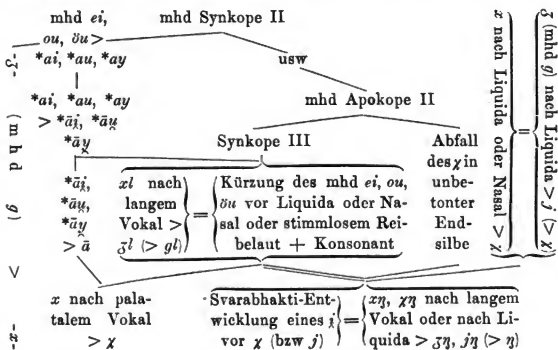 mhd ei,
ou, öu >
*ai, *au, *ay
mhd Synkope II
usw
*ai, *au, *ay
> *āi̯, *āu̯
*āy̯
mhd Apokope II
Synkope III
Abfall
des χ in
unbe-
tonter
End-
silbe
*āi̯,
*āu̯,
*āy̯
> ā
xl nach
langem
Vokal >
ʒl (> gl)
=
Kürzung des mhd ei, ou,
öu vor Liquida oder Na-
sal oder stimmlosem Rei-
belaut + Konsonant
x nach pala-
talem Vokal
> χ
Svarabhakti-Ent-
wicklung eines i̯
vor χ (bzw j)
=
xη, χη nach langem
Vokal oder nach Li-
quida > ʒη, jη (> η)
-ʒ- (mhd g) > -x-
x nach Liquida oder Nasal > χ
=
ʒ (mhd g) nach Liquida > j (> χ)